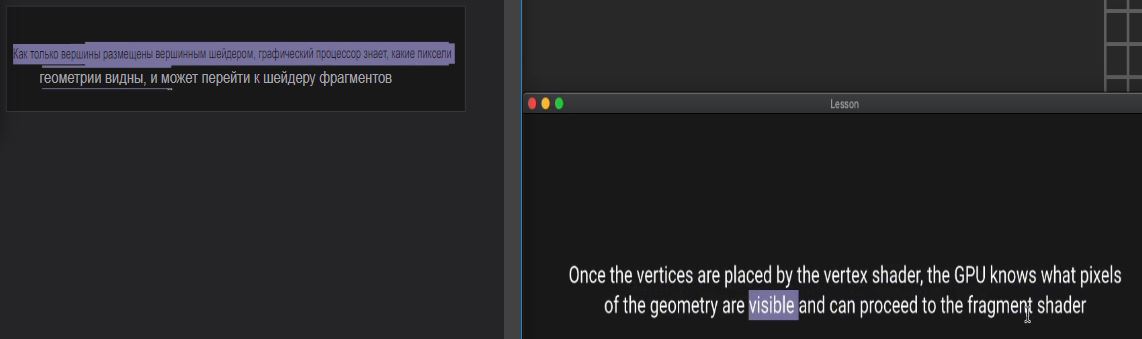 Как только вершины размещены вершинным шейдером, графический процессор знает, какие пиксели
геометрии видны, и может перейти к шейдеру фрагментов
Lesson
Once the vertices are placed by the vertex shader, the GPU knows what pixels
of the geometry are visible and can proceed to the fragment shader